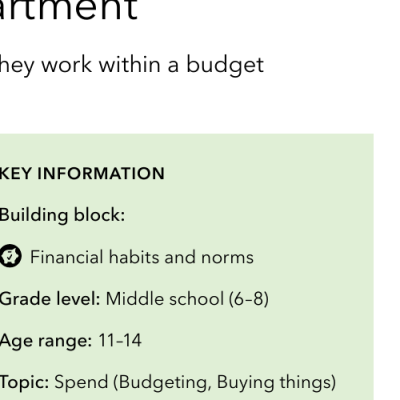 artment
hey work within a budget
KEY INFORMATION
Building block:
Financial habits and norms
Grade level: Middle school (6–8)
Age range: 11–14
Topic: Spend (Budgeting, Buying things)